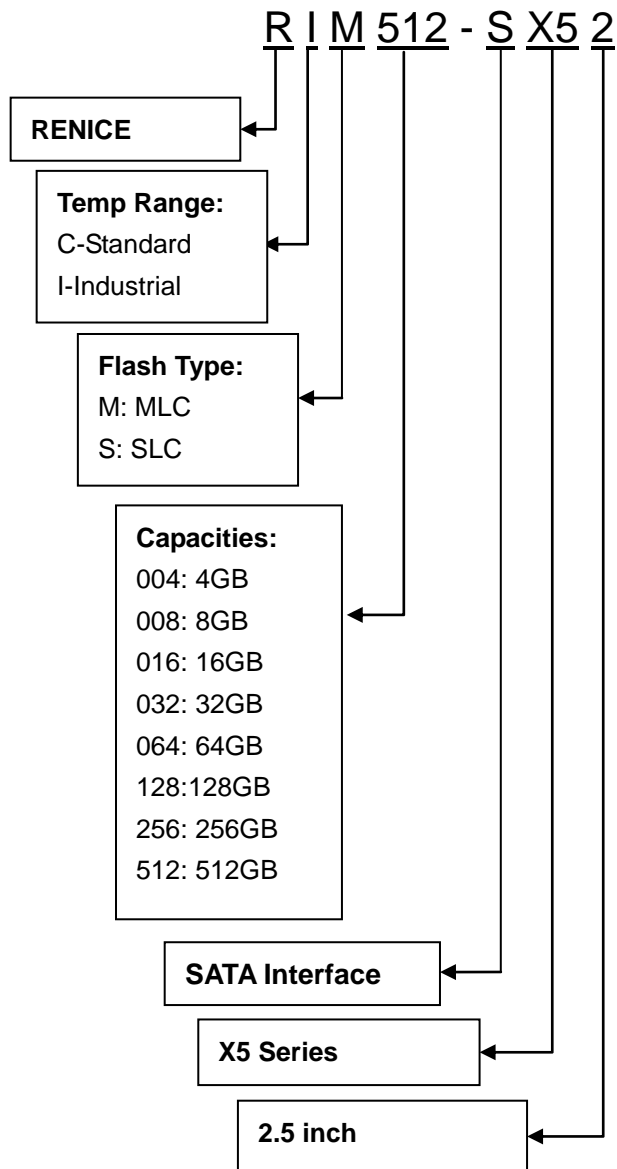 R I M 512 - S X5 2
RENICE
Temp Range:
C-Standard
I-Industrial
Flash Type:
M: MLC
S: SLC
Capacities:
004: 4GB
008: 8GB
016: 16GB
032: 32GB
064: 64GB
128:128GB
256: 256GB
512: 512GB
SATA Interface
X5 Series
2.5 inch